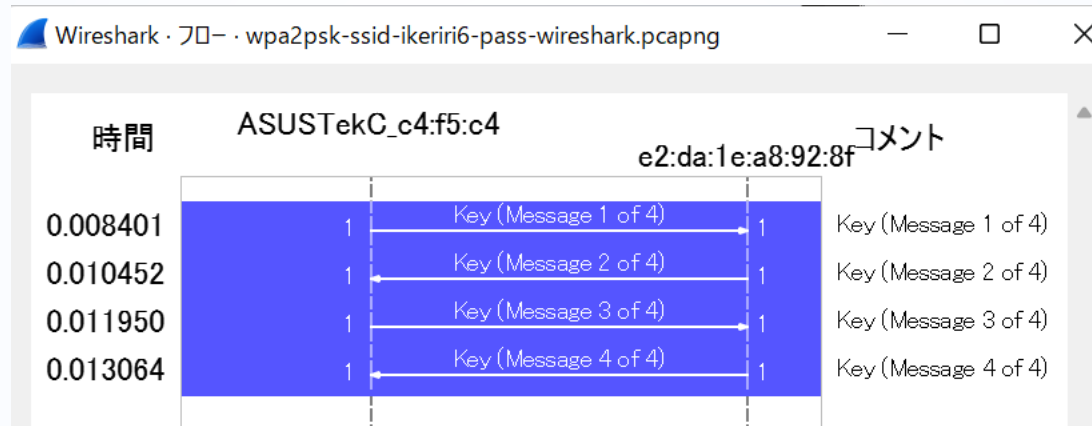 Wireshark · フロー · wpa2psk-ssid-ikeriri6-pass-wireshark.pcapng
時間
ASUSTekC_c4:f5:c4
e2:da:1e:a8:92:8f
コメント
0.008401 1 Key (Message 1 of 4) 1 Key (Message 1 of 4)
0.010452 1 Key (Message 2 of 4) 1 Key (Message 2 of 4)
0.011950 1 Key (Message 3 of 4) 1 Key (Message 3 of 4)
0.013064 1 Key (Message 4 of 4) 1 Key (Message 4 of 4)